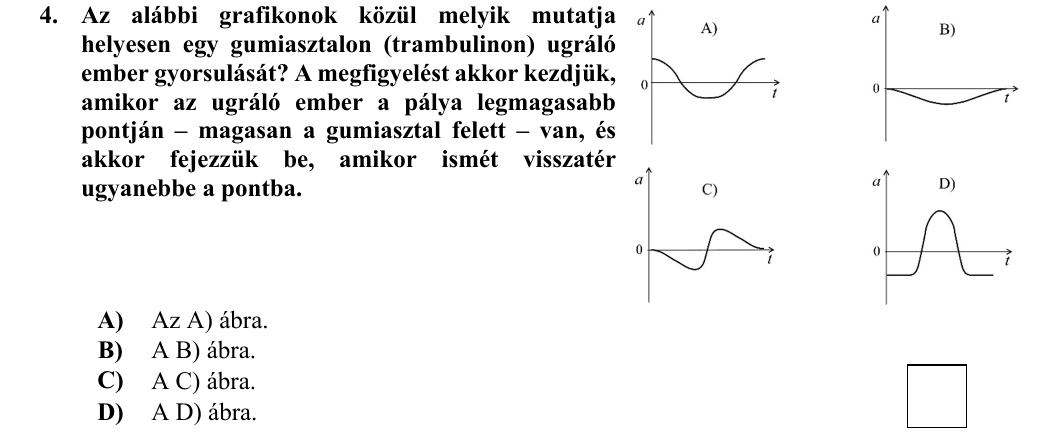 4. Az alábbi grafikonok közül melyik mutatja
helyesen egy gumiasztalon (trambulinon) ugráló
ember gyorsulását? A megfigyelést akkor kezdjük,
amikor az ugráló ember a pálya legmagasabb
pontján – magasan a gumiasztal felett – van, és
akkor fejezzük be, amikor ismét visszatér
ugyanebbe a pontba.
a A)
0
t
a B)
0
t
a C)
0
t
a D)
0
t
A) Az A) ábra.
B) A B) ábra.
C) A C) ábra.
D) A D) ábra.